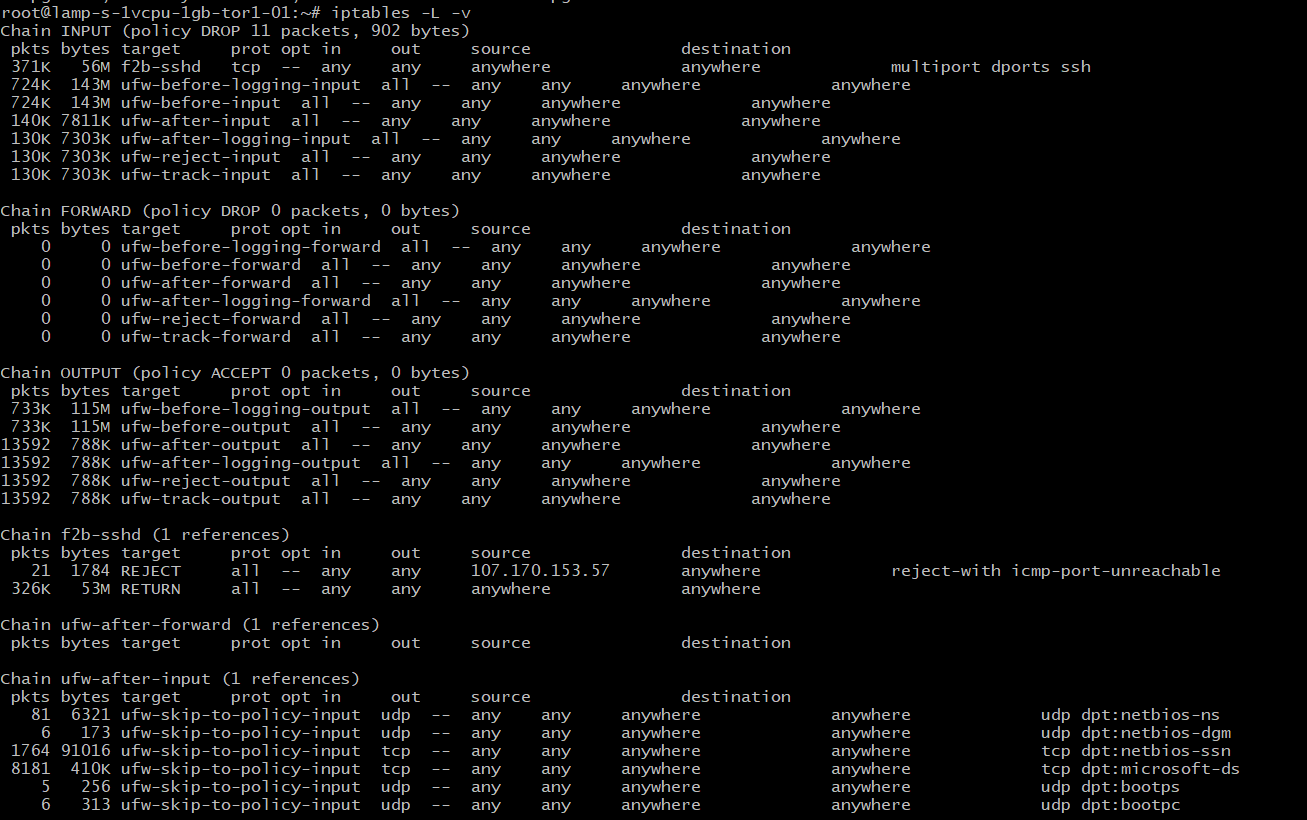 root@lamp-s-1vcpu-1gb-tor1-01:~# iptables -L -v
Chain INPUT (policy DROP 11 packets, 902 bytes)
 pkts bytes target     prot opt in     out     source               destination
 371K   56M f2b-sshd   tcp  --  any    any     anywhere             anywhere             multiport dports ssh
 724K  143M ufw-before-logging-input  all  --  any    any     anywhere             anywhere
 724K  143M ufw-before-input  all  --  any    any     anywhere             anywhere
 140K 7811K ufw-after-input  all  --  any    any     anywhere             anywhere
 130K 7303K ufw-after-logging-input  all  --  any    any     anywhere             anywhere
 130K 7303K ufw-reject-input  all  --  any    any     anywhere             anywhere
 130K 7303K ufw-track-input  all  --  any    any     anywhere             anywhere
Chain FORWARD (policy DROP 0 packets, 0 bytes)
 pkts bytes target     prot opt in     out     source               destination
    0     0 ufw-before-logging-forward  all  --  any    any     anywhere             anywhere
    0     0 ufw-before-forward  all  --  any    any     anywhere             anywhere
    0     0 ufw-after-forward  all  --  any    any     anywhere             anywhere
    0     0 ufw-after-logging-forward  all  --  any    any     anywhere             anywhere
    0     0 ufw-reject-forward  all  --  any    any     anywhere             anywhere
    0     0 ufw-track-forward  all  --  any    any     anywhere             anywhere
Chain OUTPUT (policy ACCEPT 0 packets, 0 bytes)
 pkts bytes target     prot opt in     out     source               destination
 733K  115M ufw-before-logging-output  all  --  any    any     anywhere             anywhere
 733K  115M ufw-before-output  all  --  any    any     anywhere             anywhere
13592  788K ufw-after-output  all  --  any    any     anywhere             anywhere
13592  788K ufw-after-logging-output  all  --  any    any     anywhere             anywhere
13592  788K ufw-reject-output  all  --  any    any     anywhere             anywhere
13592  788K ufw-track-output  all  --  any    any     anywhere             anywhere
Chain f2b-sshd (1 references)
 pkts bytes target     prot opt in     out     source               destination
   21  1784 REJECT     all  --  any    any     107.170.153.57       anywhere             reject-with icmp-port-unreachable
 326K   53M RETURN     all  --  any    any     anywhere             anywhere
Chain ufw-after-forward (1 references)
 pkts bytes target     prot opt in     out     source               destination
Chain ufw-after-input (1 references)
 pkts bytes target     prot opt in     out     source               destination
   81  6321 ufw-skip-to-policy-input  udp  --  any    any     anywhere             anywhere             udp dpt:netbios-ns
    6   173 ufw-skip-to-policy-input  udp  --  any    any     anywhere             anywhere             udp dpt:netbios-dgm
 1764 91016 ufw-skip-to-policy-input  tcp  --  any    any     anywhere             anywhere             tcp dpt:netbios-ssn
 8181  410K ufw-skip-to-policy-input  tcp  --  any    any     anywhere             anywhere             tcp dpt:microsoft-ds
    5   256 ufw-skip-to-policy-input  udp  --  any    any     anywhere             anywhere             udp dpt:bootps
    6   313 ufw-skip-to-policy-input  udp  --  any    any     anywhere             anywhere             udp dpt:bootpc